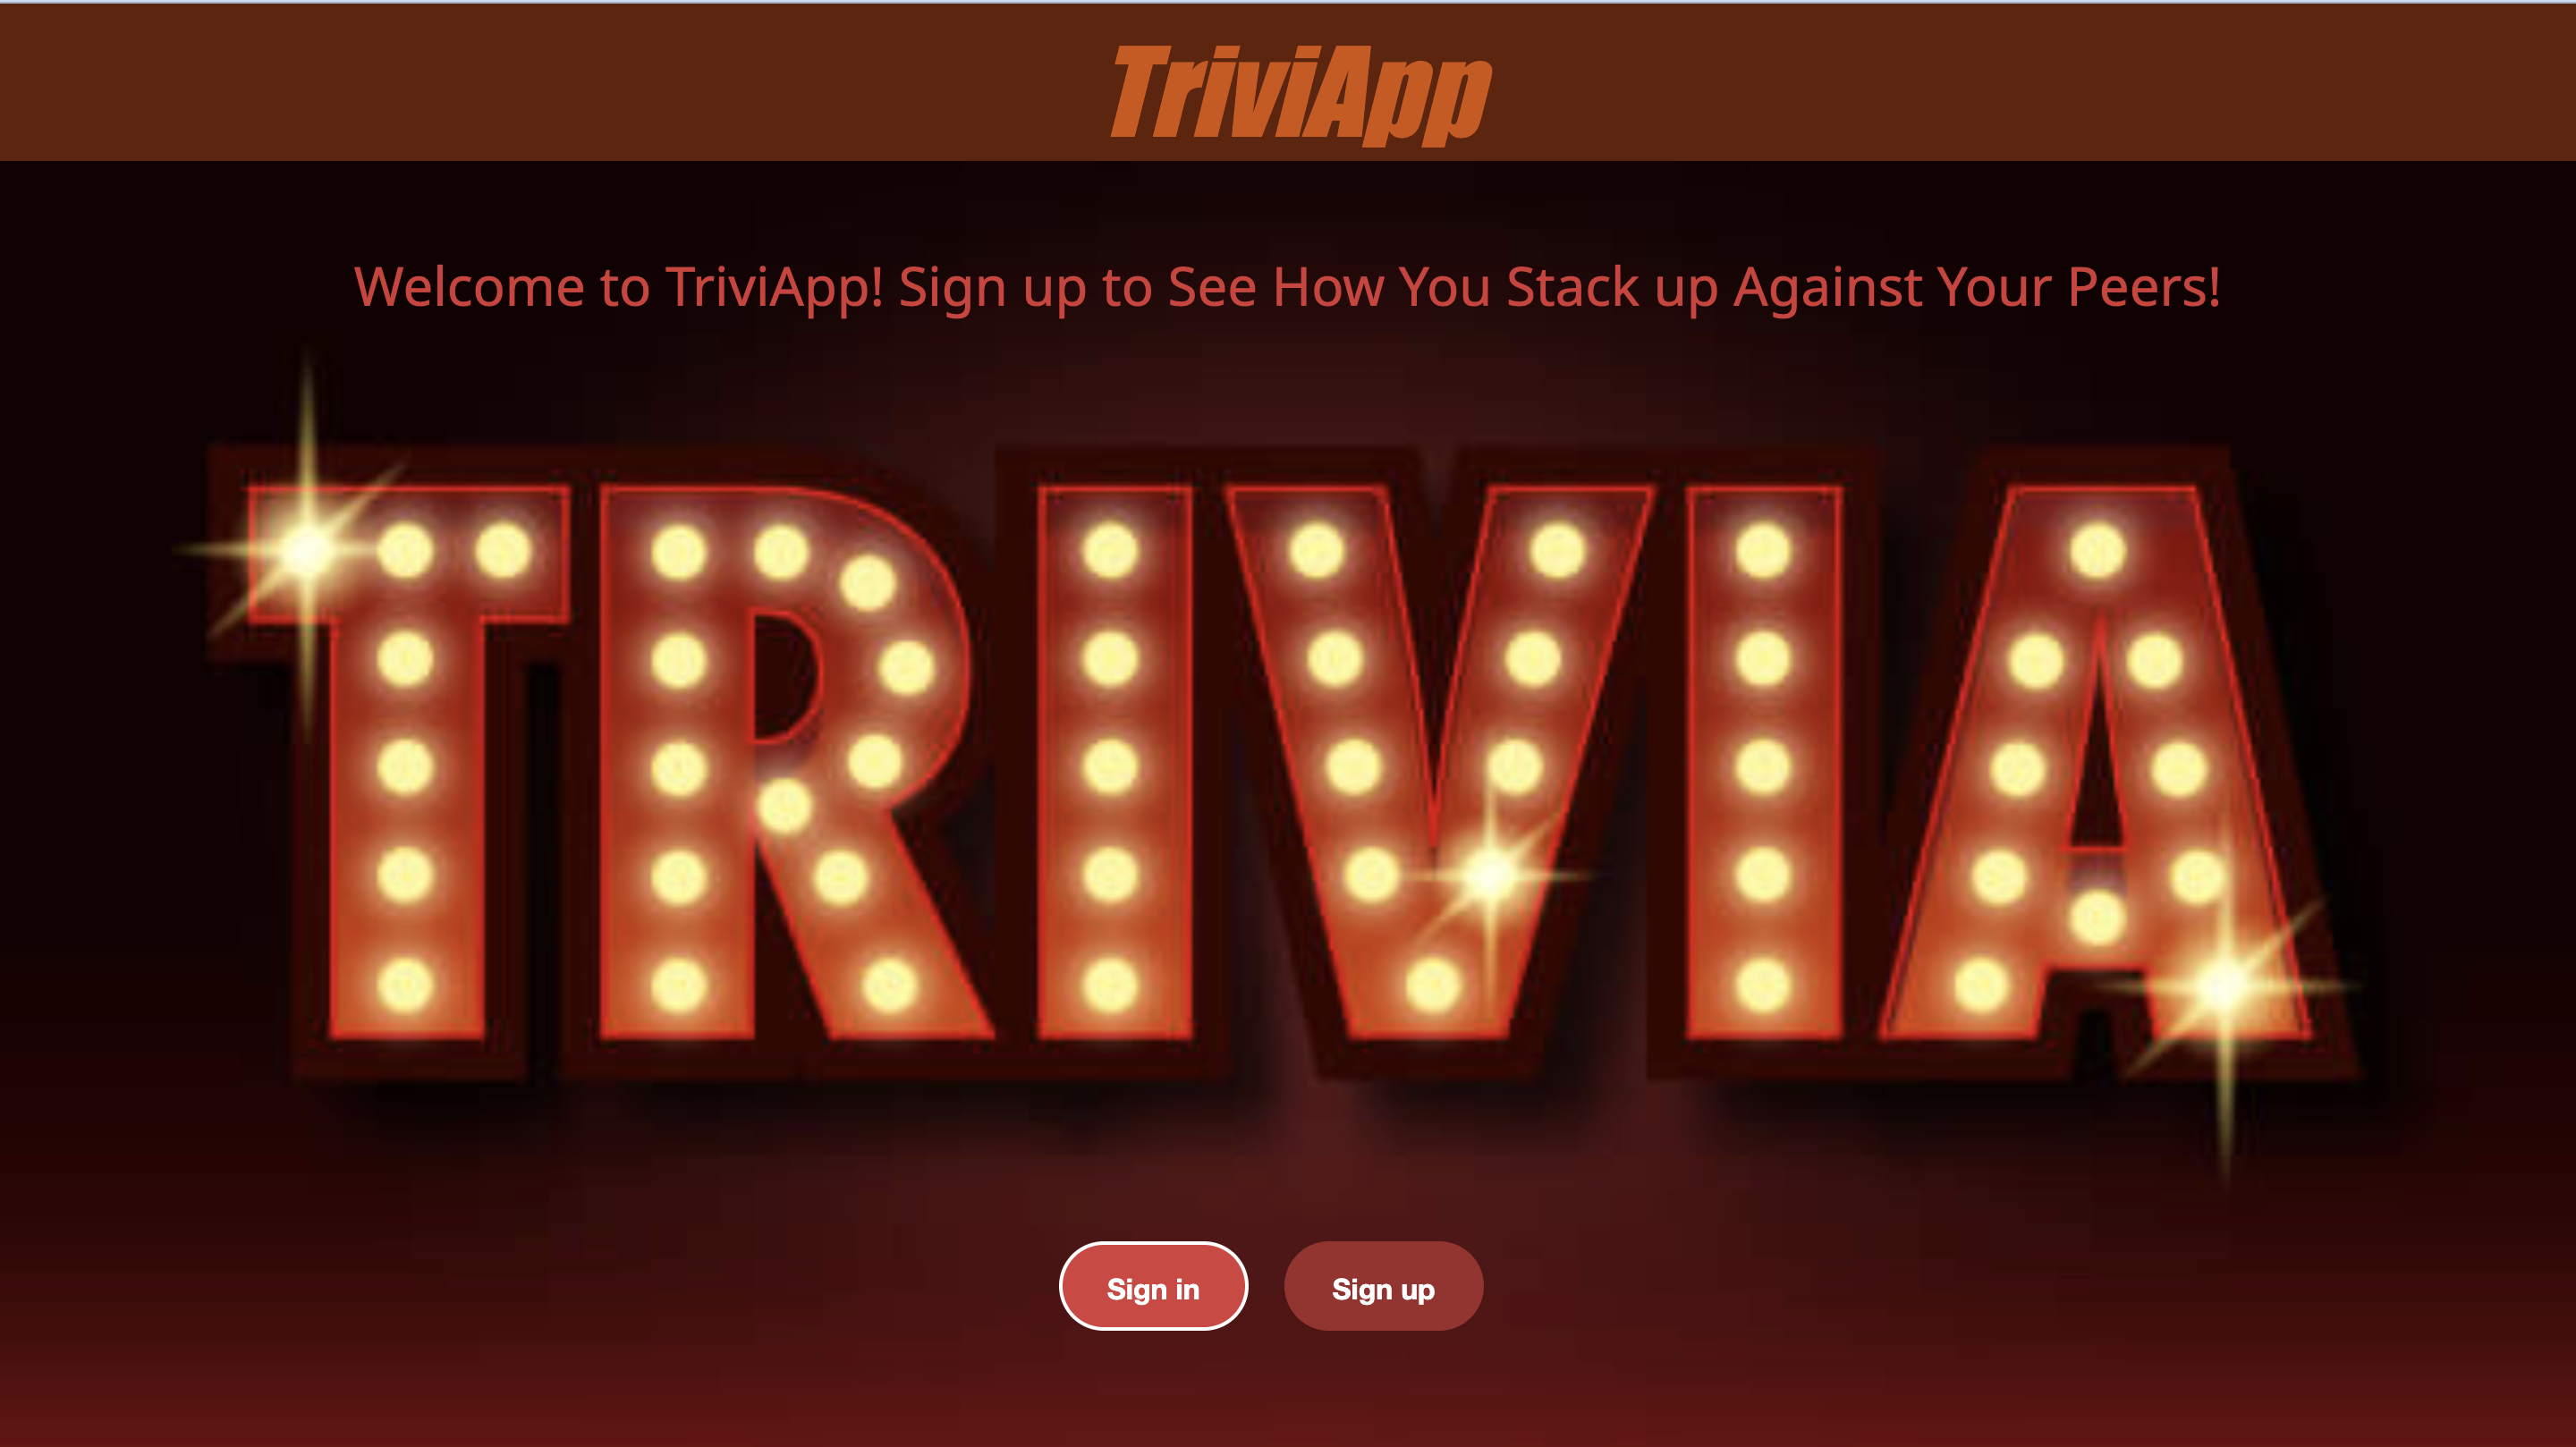 TriviApp
Welcome to TriviApp! Sign up to See How You Stack up Against Your Peers!
TRIVIA
Sign in
Sign up